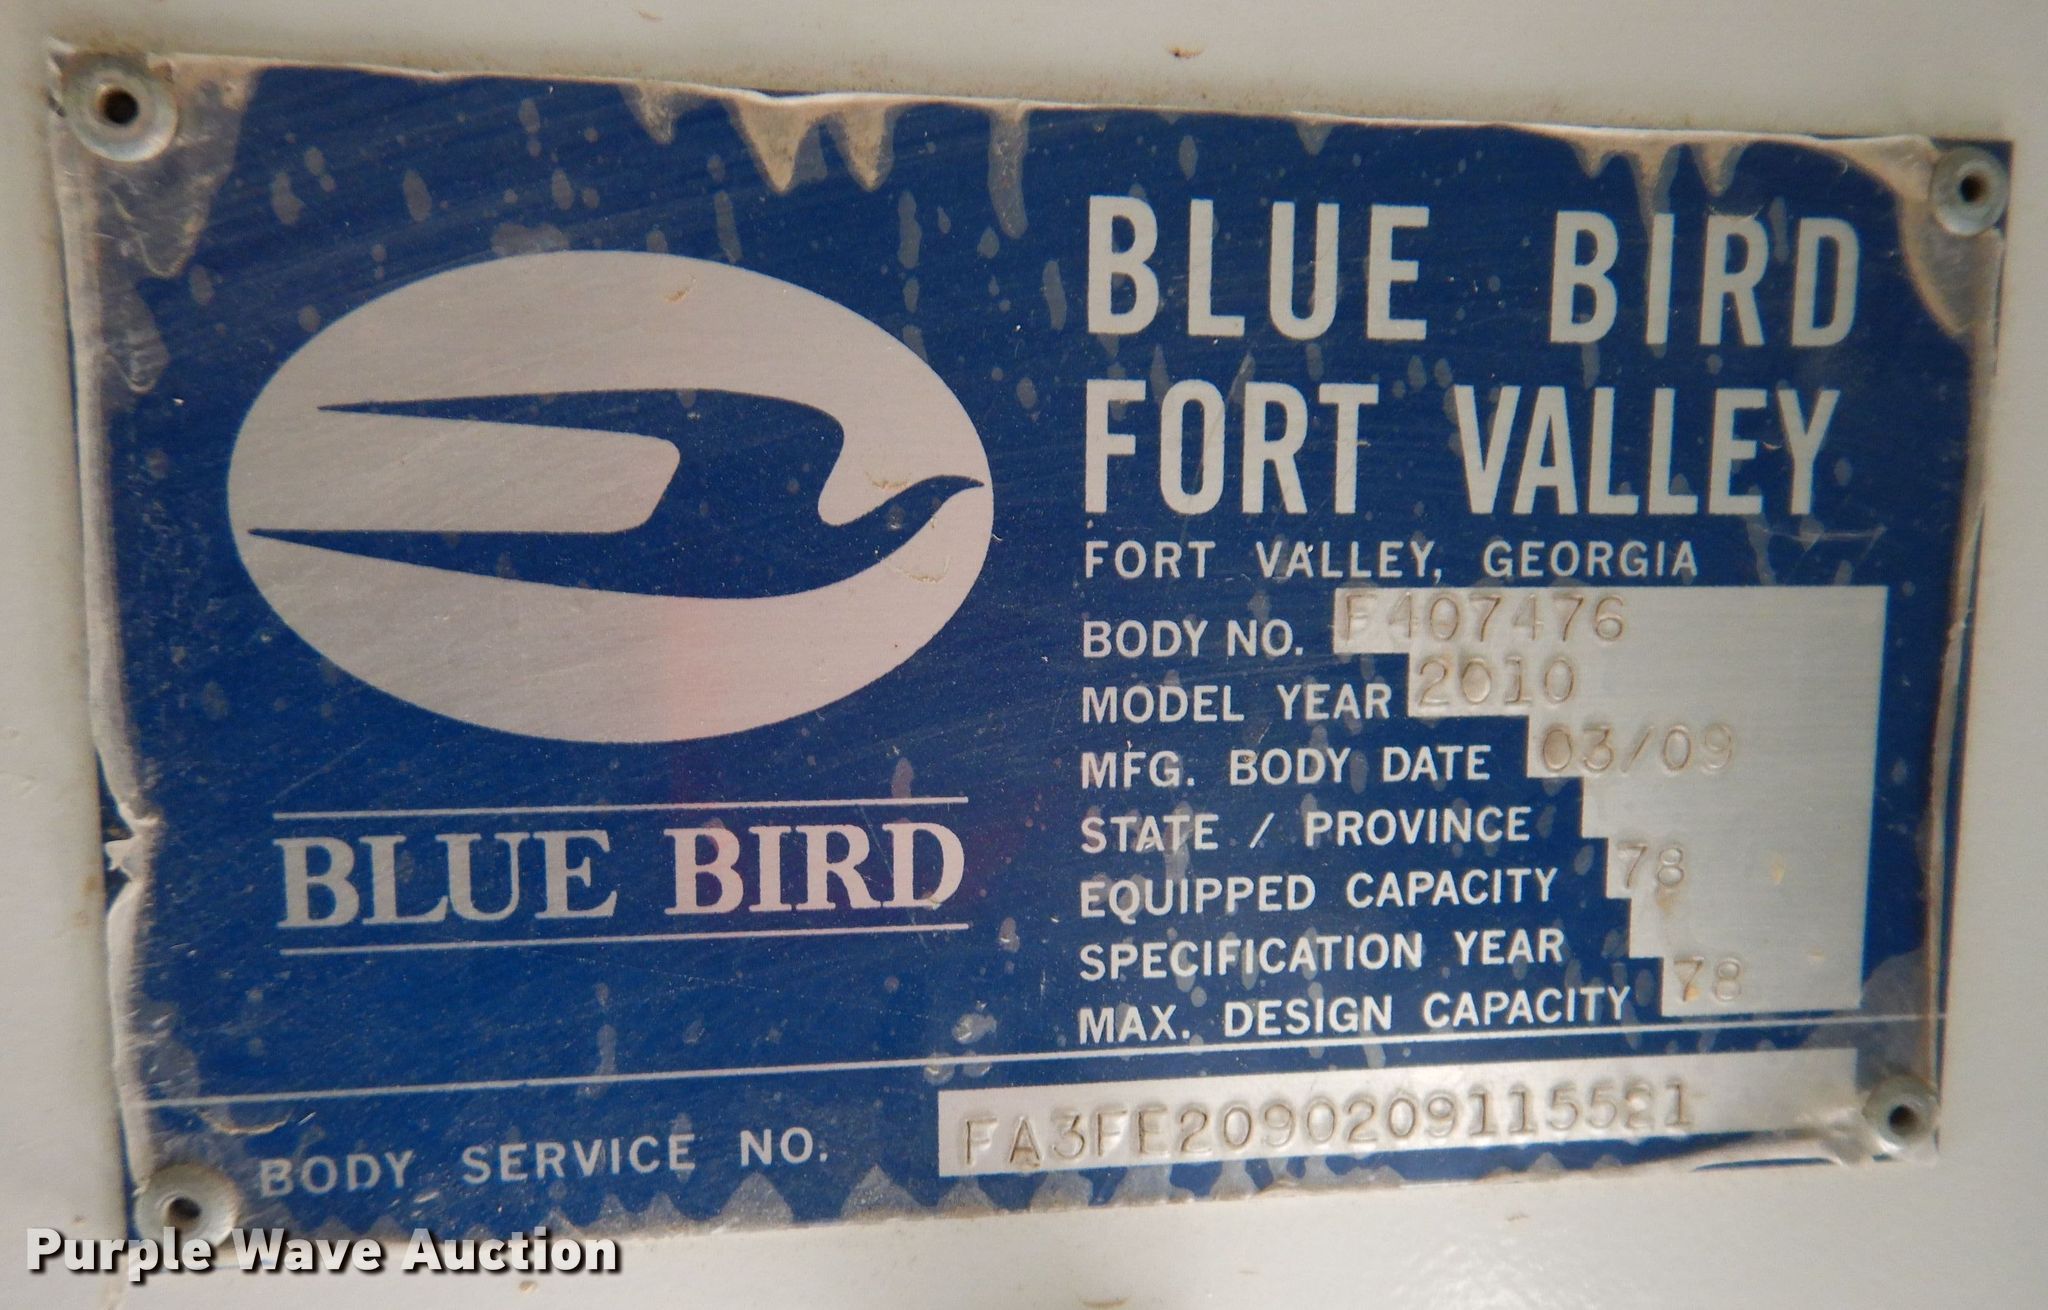 BLUE BIRD
FORT VALLEY
FORT VALLEY, GEORGIA
BODY NO. F407476
MODEL YEAR 2010
MFG. BODY DATE 03/09
STATE / PROVINCE
EQUIPPED CAPACITY 78
SPECIFICATION YEAR
MAX. DESIGN CAPACITY 78
BLUE BIRD
BODY SERVICE NO. FA3FE2090209115521
Purple Wave Auction